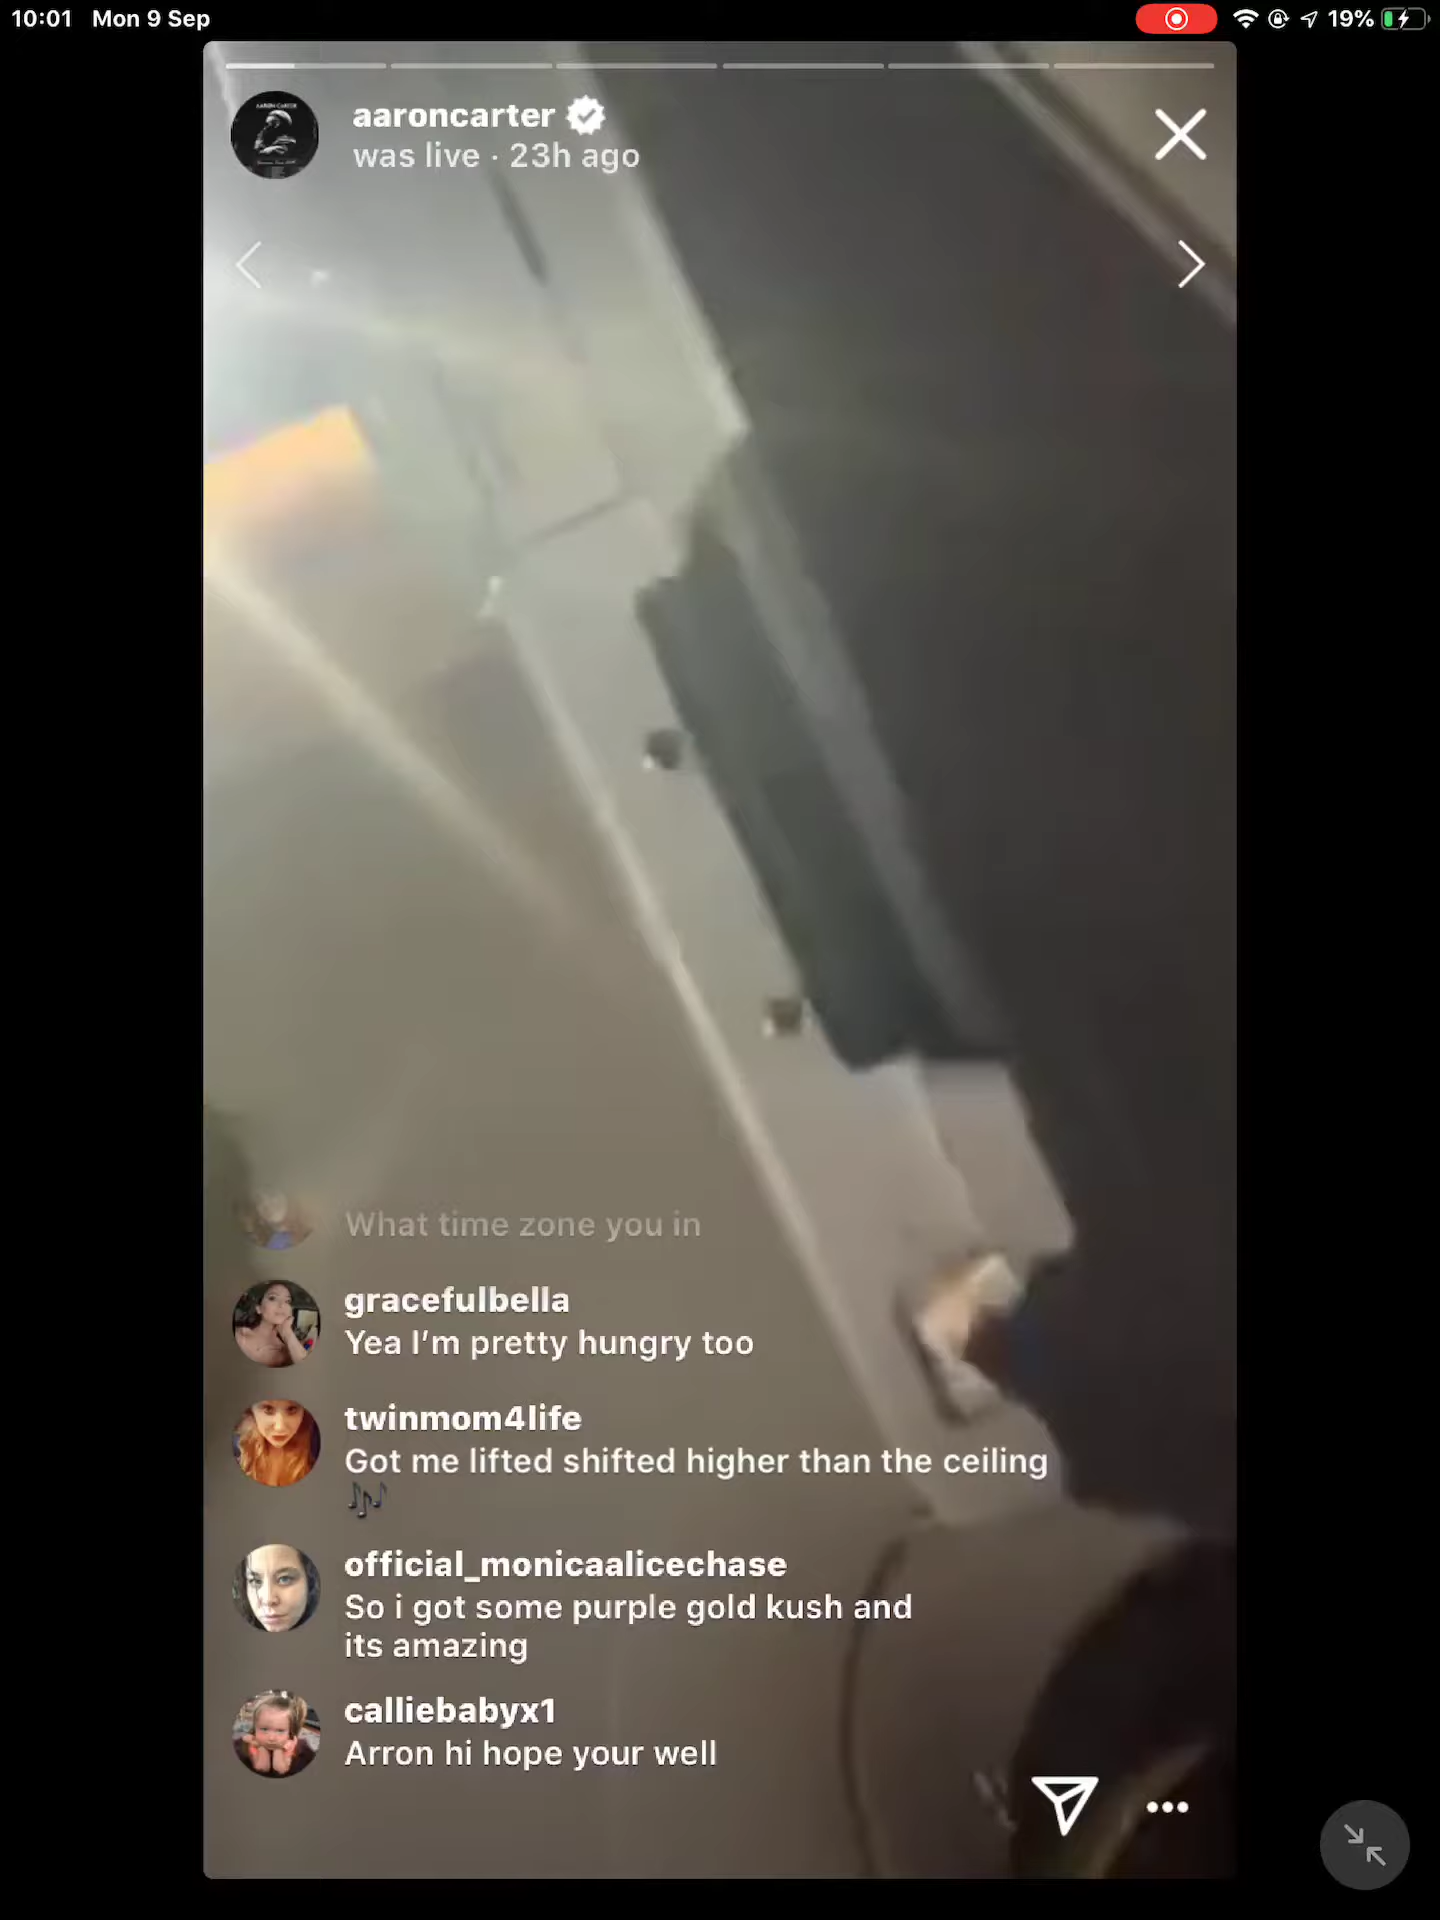 10:01 Mon 9 Sep
19%
aaroncarter
was live · 23h ago
AARON CARTER
What time zone you in
gracefulbella
Yea I’m pretty hungry too
twinmom4life
Got me lifted shifted higher than the ceiling
🎶
official_monicaalicechase
So i got some purple gold kush and
its amazing
calliebabyx1
Arron hi hope your well